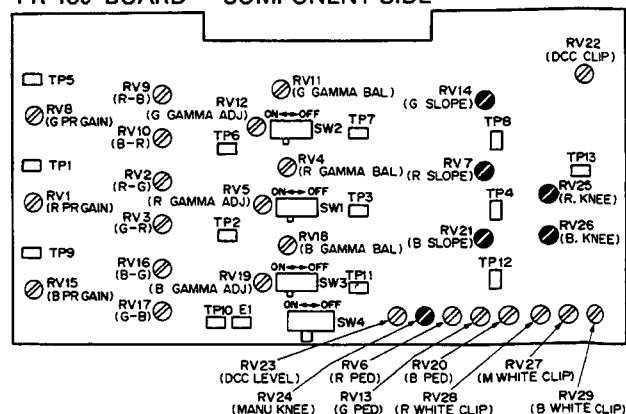 PR-186 BOARD COMPONENT SIDE
RV22
(DCC CLIP)
TP5
RV9
(R-B)
RV11
(G GAMMA BAL)
RV14
(G SLOPE)
RV8
(G PR GAIN)
RV12
(G GAMMA ADJ)
ON↔OFF
SW2
TP7
TP8
RV10
(B-R)
TP6
TP1
RV2
(R-G)
RV4
(R GAMMA BAL)
RV7
(R SLOPE)
TP13
RV1
(R PR GAIN)
RV5
(R GAMMA ADJ)
ON↔OFF
SW1
TP3
TP4
RV25
(R. KNEE)
RV3
(G-R)
TP2
RV18
(B GAMMA BAL)
RV21
(B SLOPE)
RV26
(B. KNEE)
TP9
RV16
(B-G)
RV19
(B GAMMA ADJ)
ON↔OFF
SW3
TP11
TP12
RV15
(B PR GAIN)
RV17
(G-B)
TP10 E1
ON↔OFF
SW4
RV23
(DCC LEVEL)
RV6
(R PED)
RV20
(B PED)
RV27
(M WHITE CLIP)
RV24
(MANU KNEE)
RV13
(G PED)
RV28
(R WHITE CLIP)
RV29
(B WHITE CLIP)